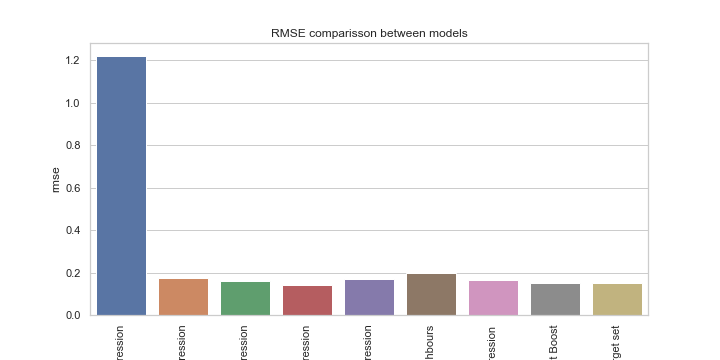 RMSE comparisson between models
1.2
1.0
0.8
rmse
0.6
0.4
0.2
0.0
ression
ression
ression
ression
ression
hbours
ression
t Boost
rget set